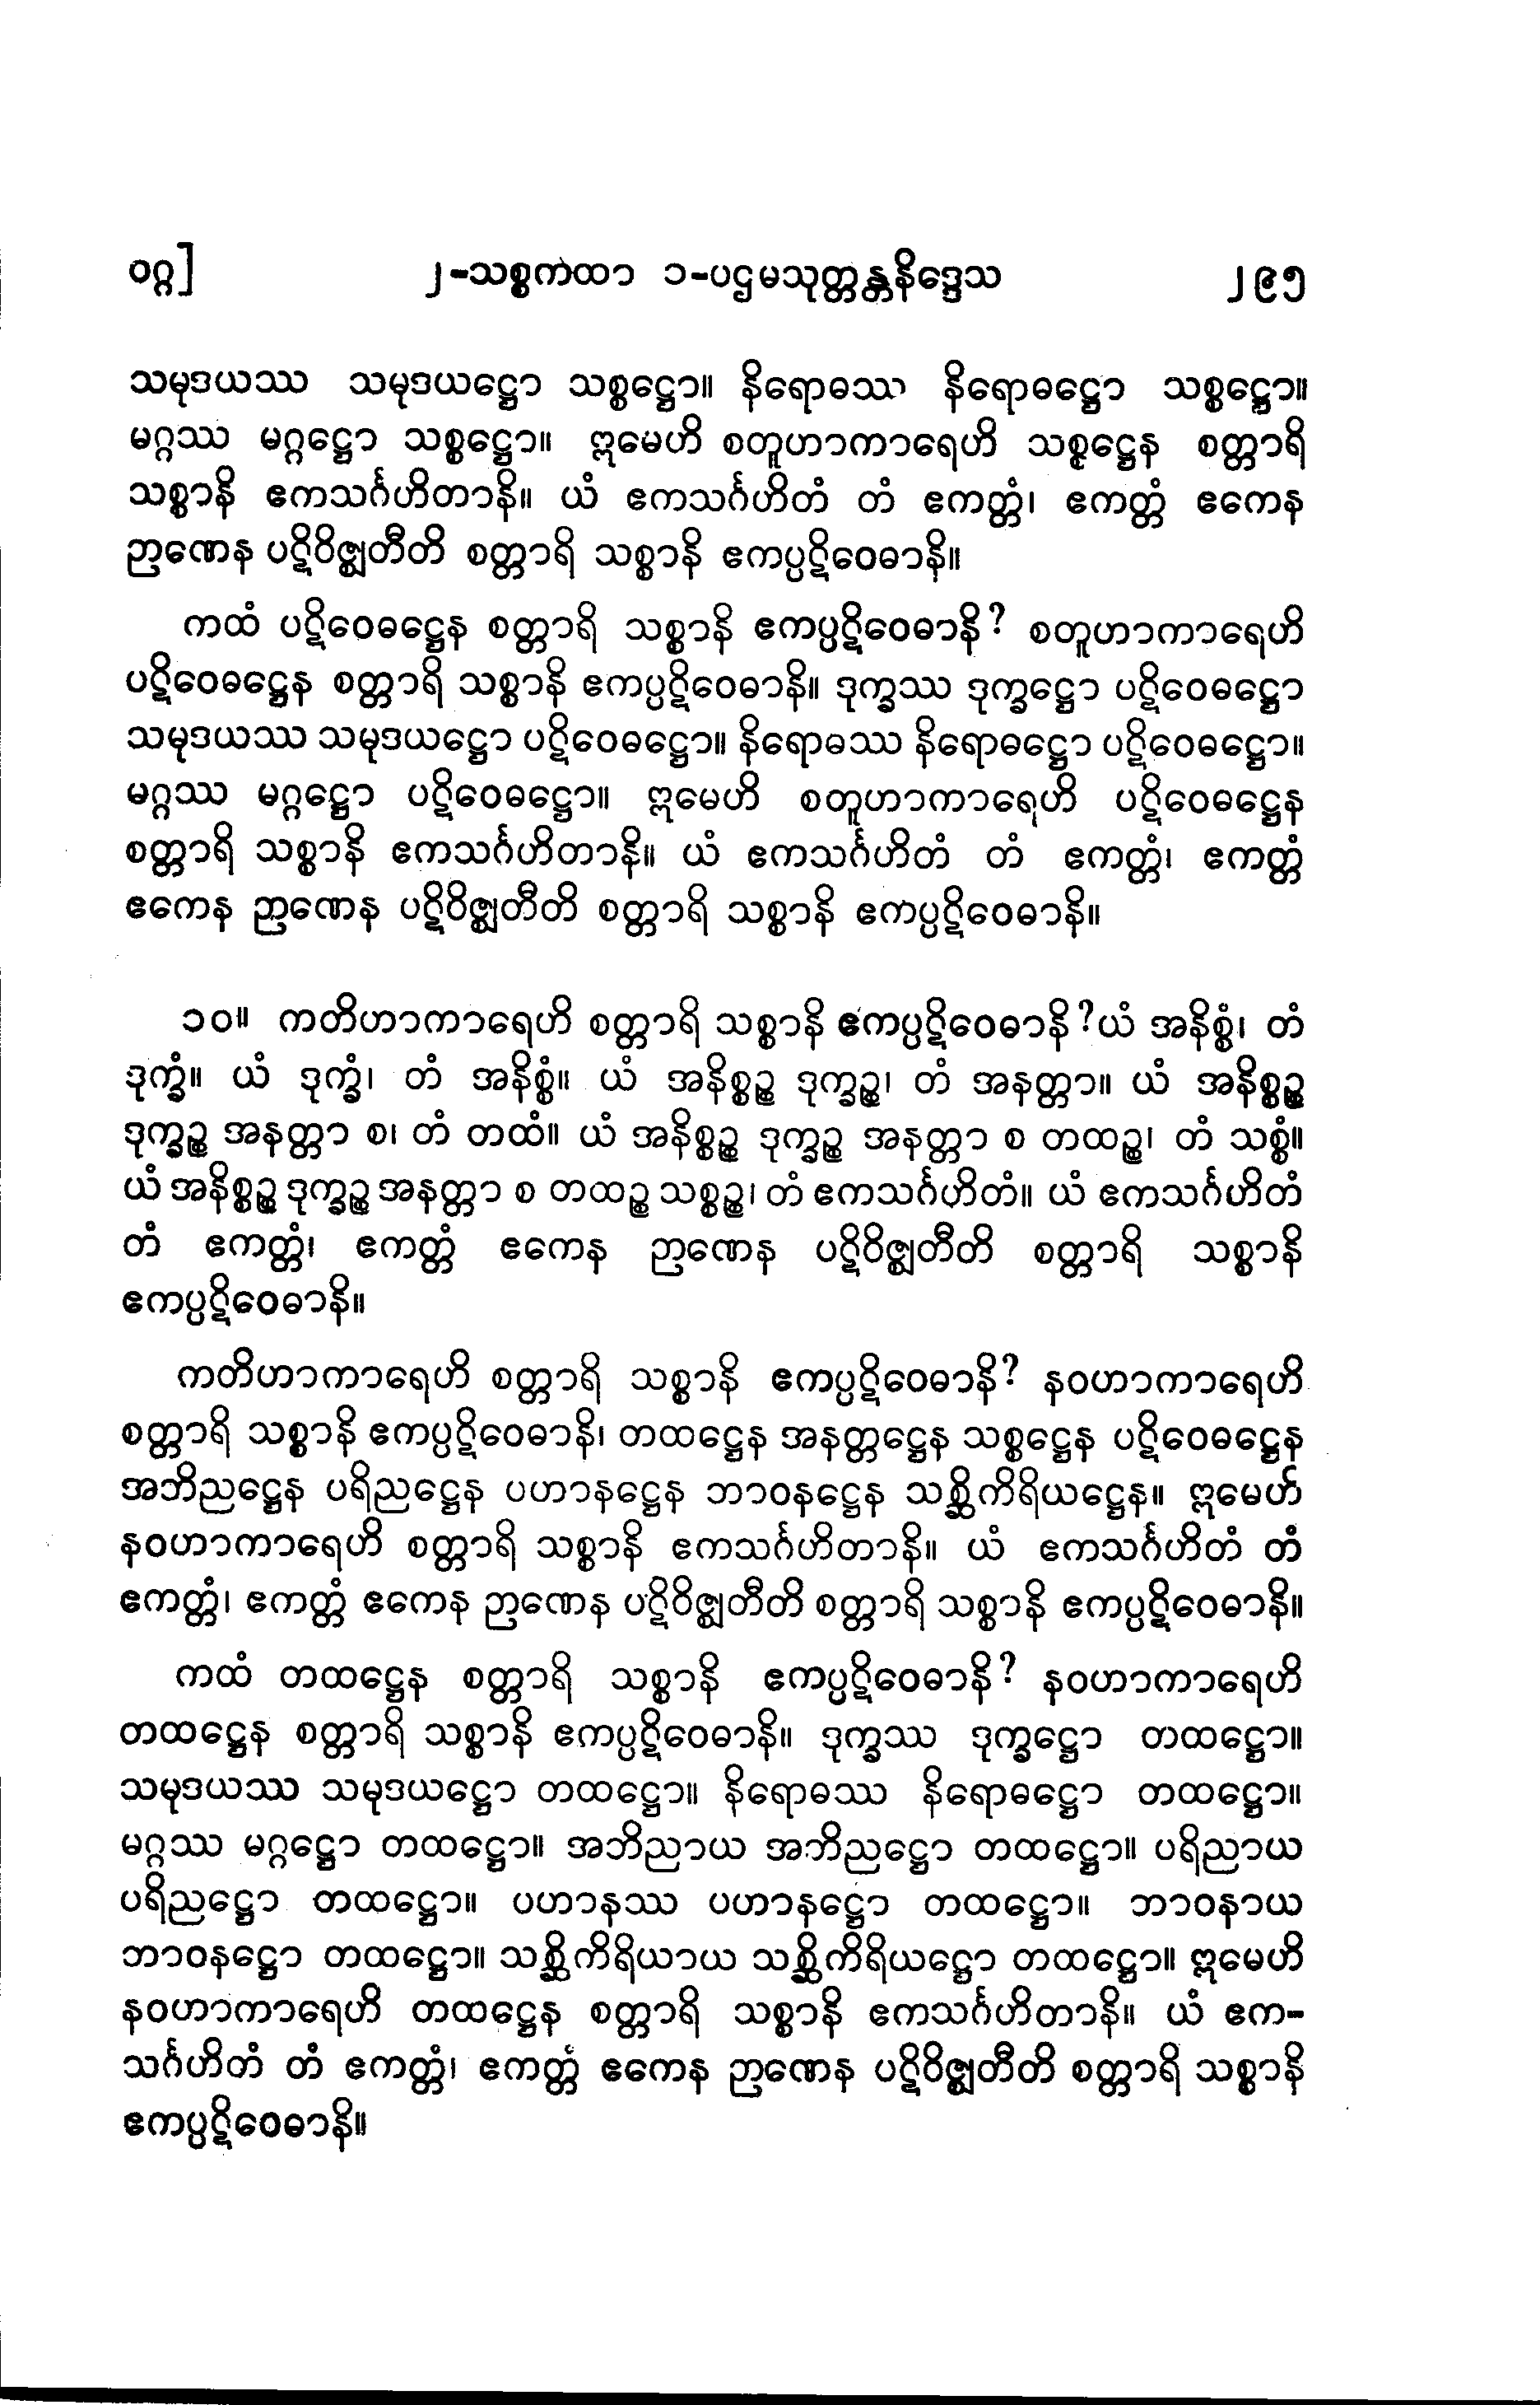 ဝဂ္ဂ] ၂-သစ္စကထာ ၁-ပဌမသုတ္တန္တနိဒ္ဒေသ ၂၉၅
သမုဒယဿ သမုဒယဋ္ဌော သစ္စဋ္ဌော။ နိရောဓဿ နိရောဓဋ္ဌော သစ္စဋ္ဌော။
မဂ္ဂဿ မဂ္ဂဋ္ဌော သစ္စဋ္ဌော။ ဣမေဟိ စတူဟာကာရေဟိ သစ္စဋ္ဌေန စတ္တာရိ
သစ္စာနိ ဧကသင်္ဂဟိတာနိ။ ယံ ဧကသင်္ဂဟိတံ တံ ဧကတ္တံ၊ ဧကတ္တံ ဧကေန
ဉာဏေန ပဋိဝိဇ္ဈတီတိ စတ္တာရိ သစ္စာနိ ဧကပ္ပဋိဝေဓာနိ။
ကထံ ပဋိဝေဓဋ္ဌေန စတ္တာရိ သစ္စာနိ ဧကပ္ပဋိဝေဓာနိ? စတူဟာကာရေဟိ
ပဋိဝေဓဋ္ဌေန စတ္တာရိ သစ္စာနိ ဧကပ္ပဋိဝေဓာနိ။ ဒုက္ခဿ ဒုက္ခဋ္ဌော ပဋိဝေဓဋ္ဌော
သမုဒယဿ သမုဒယဋ္ဌော ပဋိဝေဓဋ္ဌော။ နိရောဓဿ နိရောဓဋ္ဌော ပဋိဝေဓဋ္ဌော။
မဂ္ဂဿ မဂ္ဂဋ္ဌော ပဋိဝေဓဋ္ဌော။ ဣမေဟိ စတူဟာကာရေဟိ ပဋိဝေဓဋ္ဌေန
စတ္တာရိ သစ္စာနိ ဧကသင်္ဂဟိတာနိ။ ယံ ဧကသင်္ဂဟိတံ တံ ဧကတ္တံ၊ ဧကတ္တံ
ဧကေန ဉာဏေန ပဋိဝိဇ္ဈတီတိ စတ္တာရိ သစ္စာနိ ဧကပ္ပဋိဝေဓာနိ။
၁၀။ ကတိဟာကာရေဟိ စတ္တာရိ သစ္စာနိ ဧကပ္ပဋိဝေဓာနိ? ယံ အနိစ္စံ၊ တံ
ဒုက္ခံ။ ယံ ဒုက္ခံ၊ တံ အနိစ္စံ။ ယံ အနိစ္စဉ္စ ဒုက္ခဉ္စ၊ တံ အနတ္တာ။ ယံ အနိစ္စဉ္စ
ဒုက္ခဉ္စ အနတ္တာ စ၊ တံ တထံ။ ယံ အနိစ္စဉ္စ ဒုက္ခဉ္စ အနတ္တာ စ တထဉ္စ၊ တံ သစ္စံ။
ယံ အနိစ္စဉ္စ ဒုက္ခဉ္စ အနတ္တာ စ တထဉ္စ သစ္စဉ္စ၊ တံ ဧကသင်္ဂဟိတံ။ ယံ ဧကသင်္ဂဟိတံ
တံ ဧကတ္တံ၊ ဧကတ္တံ ဧကေန ဉာဏေန ပဋိဝိဇ္ဈတီတိ စတ္တာရိ သစ္စာနိ
ဧကပ္ပဋိဝေဓာနိ။
ကတိဟာကာရေဟိ စတ္တာရိ သစ္စာနိ ဧကပ္ပဋိဝေဓာနိ? နဝဟာကာရေဟိ
စတ္တာရိ သစ္စာနိ ဧကပ္ပဋိဝေဓာနိ၊ တထဋ္ဌေန အနတ္တဋ္ဌေန သစ္စဋ္ဌေန ပဋိဝေဓဋ္ဌေန
အဘိညဋ္ဌေန ပရိညဋ္ဌေန ပဟာနဋ္ဌေန ဘာဝနဋ္ဌေန သစ္ဆိကိရိယဋ္ဌေန။ ဣမေဟိ
နဝဟာကာရေဟိ စတ္တာရိ သစ္စာနိ ဧကသင်္ဂဟိတာနိ။ ယံ ဧကသင်္ဂဟိတံ တံ
ဧကတ္တံ၊ ဧကတ္တံ ဧကေန ဉာဏေန ပဋိဝိဇ္ဈတီတိ စတ္တာရိ သစ္စာနိ ဧကပ္ပဋိဝေဓာနိ။
ကထံ တထဋ္ဌေန စတ္တာရိ သစ္စာနိ ဧကပ္ပဋိဝေဓာနိ? နဝဟာကာရေဟိ
တထဋ္ဌေန စတ္တာရိ သစ္စာနိ ဧကပ္ပဋိဝေဓာနိ။ ဒုက္ခဿ ဒုက္ခဋ္ဌော တထဋ္ဌော။
သမုဒယဿ သမုဒယဋ္ဌော တထဋ္ဌော။ နိရောဓဿ နိရောဓဋ္ဌော တထဋ္ဌော။
မဂ္ဂဿ မဂ္ဂဋ္ဌော တထဋ္ဌော။ အဘိညာယ အဘိညဋ္ဌော တထဋ္ဌော။ ပရိညာယ
ပရိညဋ္ဌော တထဋ္ဌော။ ပဟာနဿ ပဟာနဋ္ဌော တထဋ္ဌော။ ဘာဝနာယ
ဘာဝနဋ္ဌော တထဋ္ဌော။ သစ္ဆိကိရိယာယ သစ္ဆိကိရိယဋ္ဌော တထဋ္ဌော။ ဣမေဟိ
နဝဟာကာရေဟိ တထဋ္ဌေန စတ္တာရိ သစ္စာနိ ဧကသင်္ဂဟိတာနိ။ ယံ ဧက-
သင်္ဂဟိတံ တံ ဧကတ္တံ၊ ဧကတ္တံ ဧကေန ဉာဏေန ပဋိဝိဇ္ဈတီတိ စတ္တာရိ သစ္စာနိ
ဧကပ္ပဋိဝေဓာနိ။